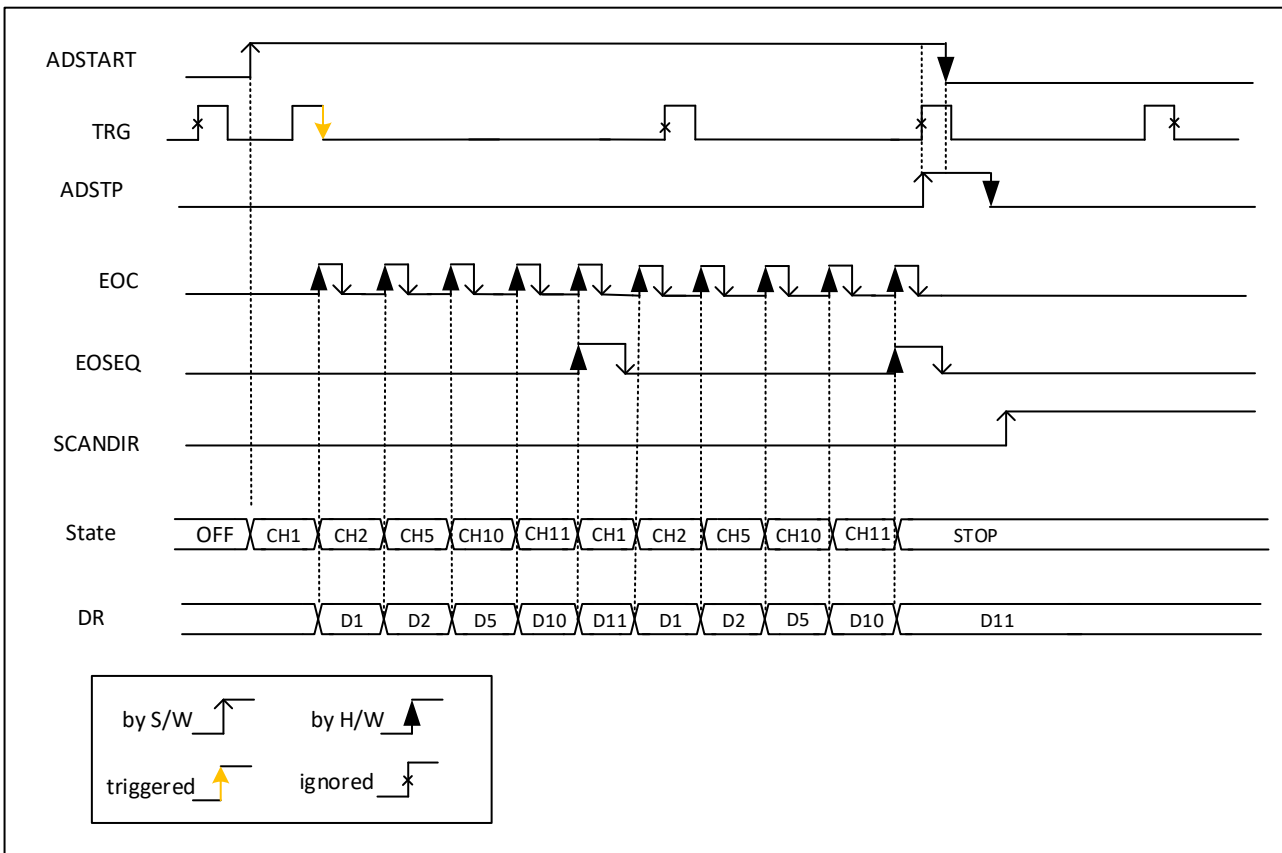 ADSTART
TRG
ADSTP
EOC
EOSEQ
SCANDIR
State OFF CH1 CH2 CH5 CH10 CH11 CH1 CH2 CH5 CH10 CH11 STOP
DR D1 D2 D5 D10 D11 D1 D2 D5 D10 D11
by S/W by H/W
triggered ignored